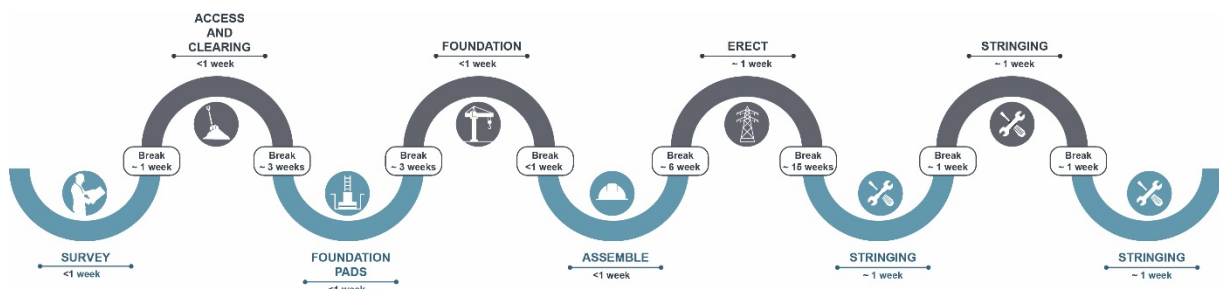 ACCESS
AND
CLEARING
<1 week
FOUNDATION
<1 week
ERECT
~ 1 week
STRINGING
~ 1 week
Break
~ 1 week
Break
~ 3 weeks
Break
~ 3 weeks
Break
<1 week
Break
~ 6 week
Break
~ 15 weeks
Break
~ 1 week
Break
~ 1 week
SURVEY
<1 week
FOUNDATION
PADS
<1 week
ASSEMBLE
<1 week
STRINGING
~ 1 week
STRINGING
~ 1 week